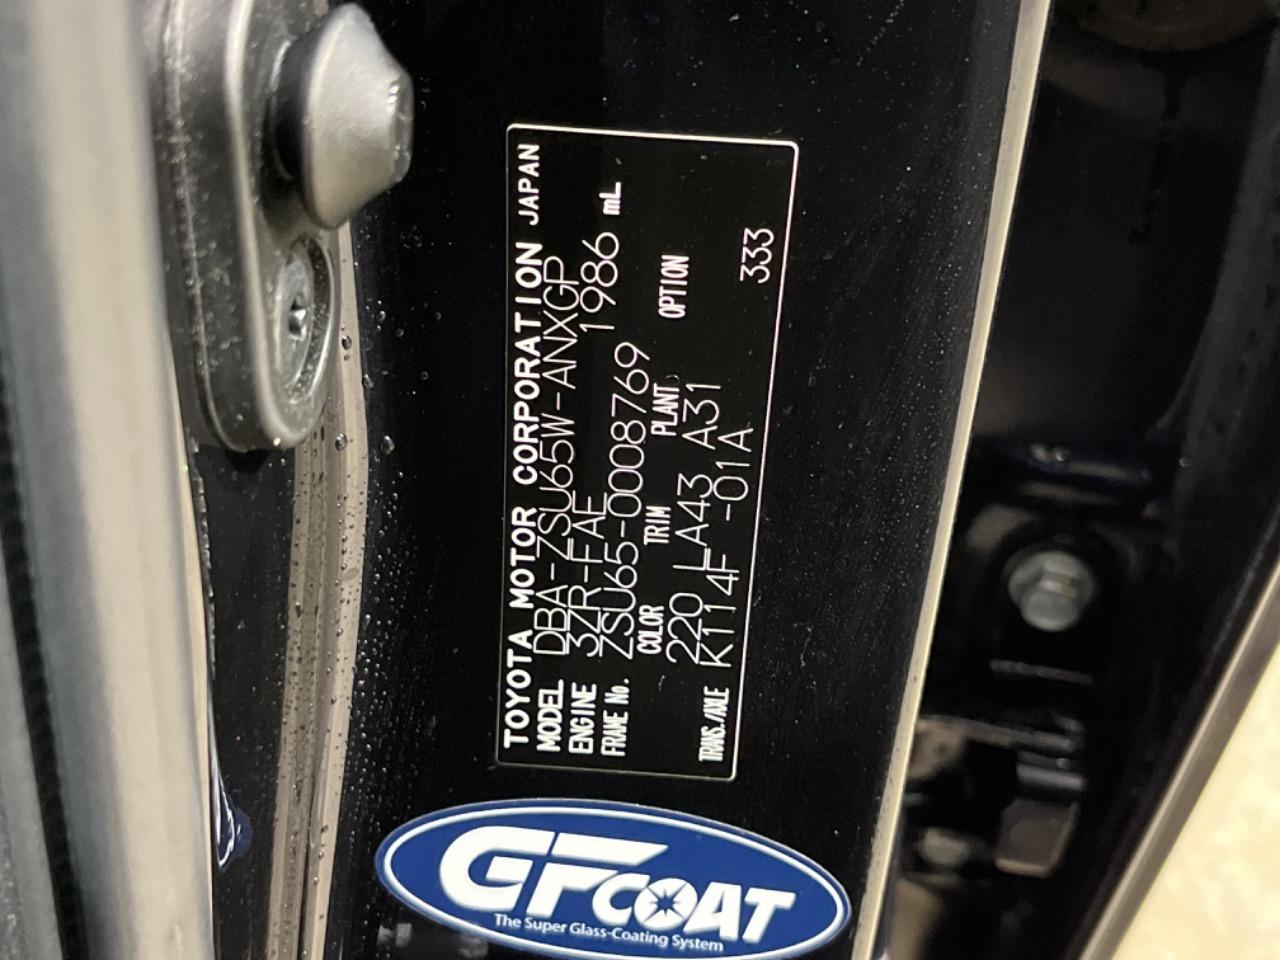 TOYOTA MOTOR CORPORATION JAPAN
MODEL DBA-ZSU65W-ANXGP
ENGINE 3ZR-FAE 1986 mL
FRAME No. ZSU65-0008769
COLOR TRIM PLANT OPTION
220 LA43 A31
TRANS./AXLE K114F -01A 333
GFCOAT
The Super Glass-Coating System